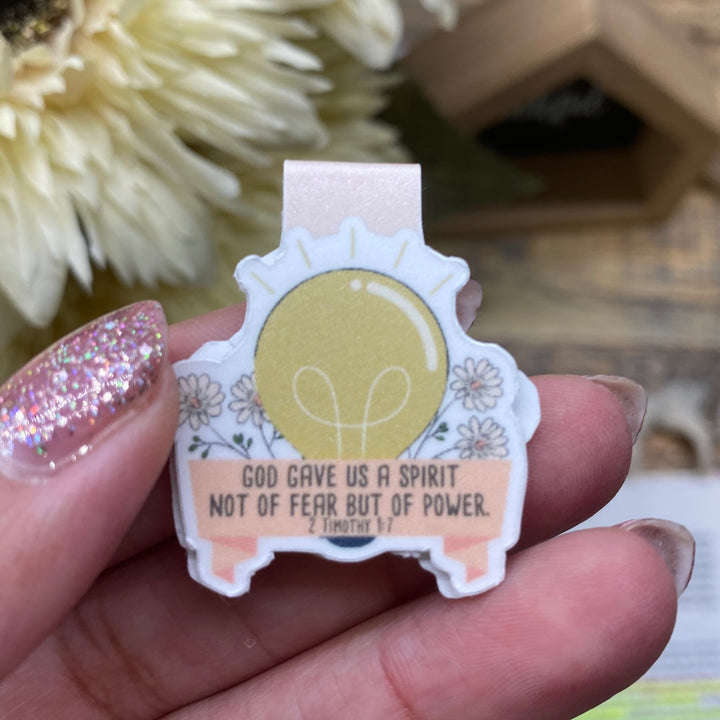 GOD GAVE US A SPIRIT
NOT OF FEAR BUT OF POWER.
2 TIMOTHY 1:7